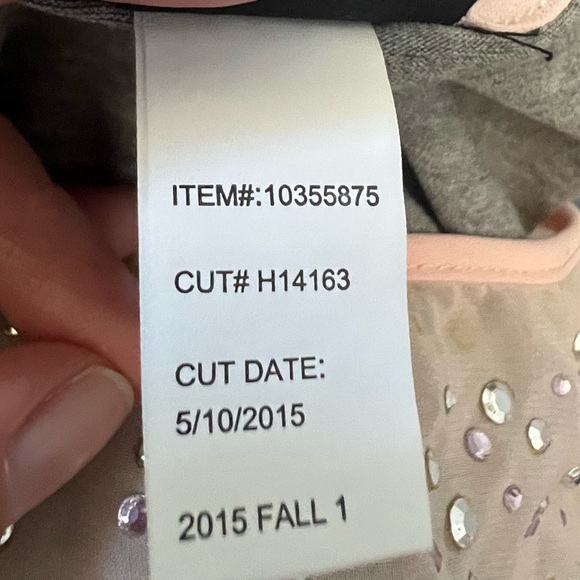 ITEM#:10355875
CUT# H14163
CUT DATE:
5/10/2015
2015 FALL 1